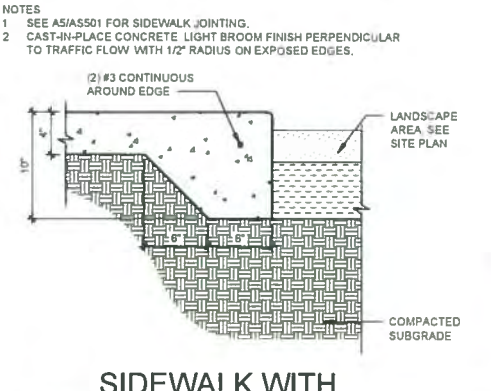 NOTES
1 SEE A5/AS501 FOR SIDEWALK JOINTING.
2 CAST-IN-PLACE CONCRETE LIGHT BROOM FINISH PERPENDICULAR
TO TRAFFIC FLOW WITH 1/2" RADIUS ON EXPOSED EDGES.
(2) #3 CONTINUOUS
AROUND EDGE
LANDSCAPE
AREA, SEE
SITE PLAN
4"
10"
6"
6"
COMPACTED
SUBGRADE
SIDEWALK WITH